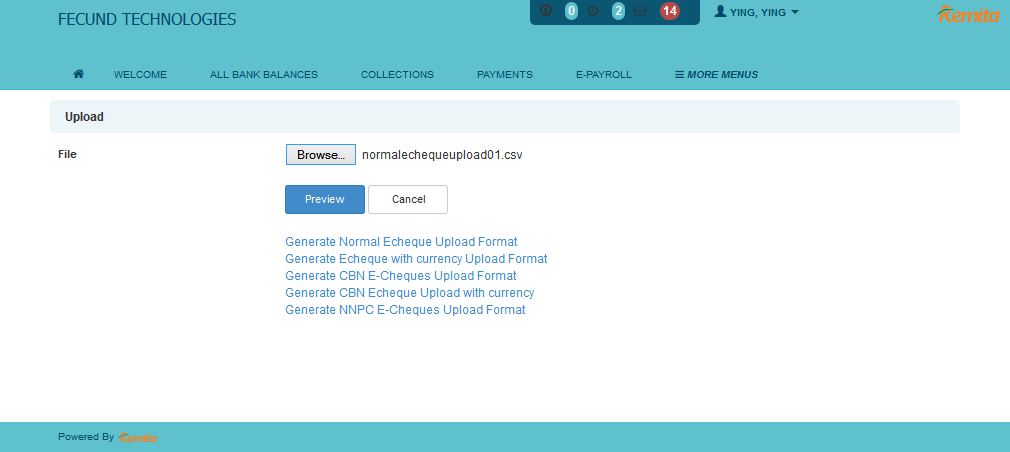 FECUND TECHNOLOGIES
0 2 14
YING, YING
Remita
WELCOME ALL BANK BALANCES COLLECTIONS PAYMENTS E-PAYROLL MORE MENUS
Upload
File Browse... normalechequeupload01.csv
Preview Cancel
Generate Normal Echeque Upload Format
Generate Echeque with currency Upload Format
Generate CBN E-Cheques Upload Format
Generate CBN Echeque Upload with currency
Generate NNPC E-Cheques Upload Format
Powered By Remita